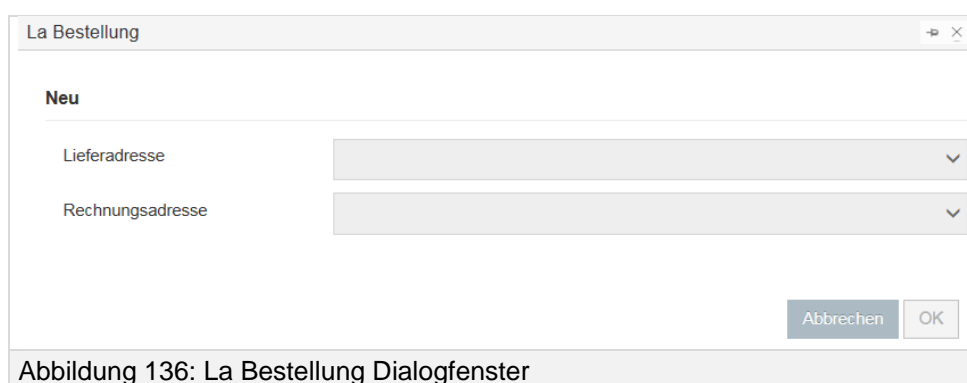 La Bestellung
Neu
Lieferadresse
Rechnungsadresse
Abbrechen OK
Abbildung 136: La Bestellung Dialogfenster